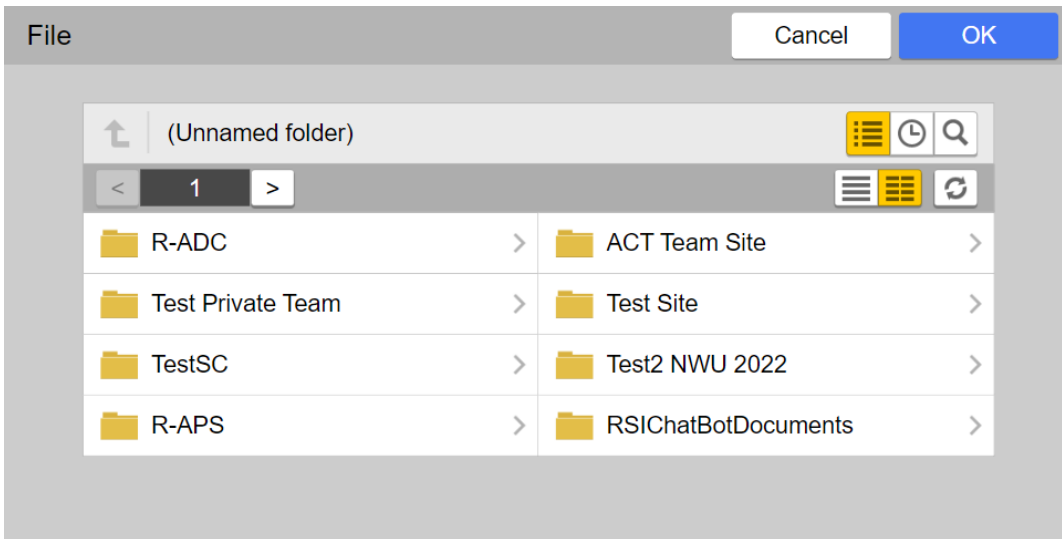 File Cancel OK
(Unnamed folder)
< 1 >
R-ADC ACT Team Site
Test Private Team Test Site
TestSC Test2 NWU 2022
R-APS RSIChatBotDocuments